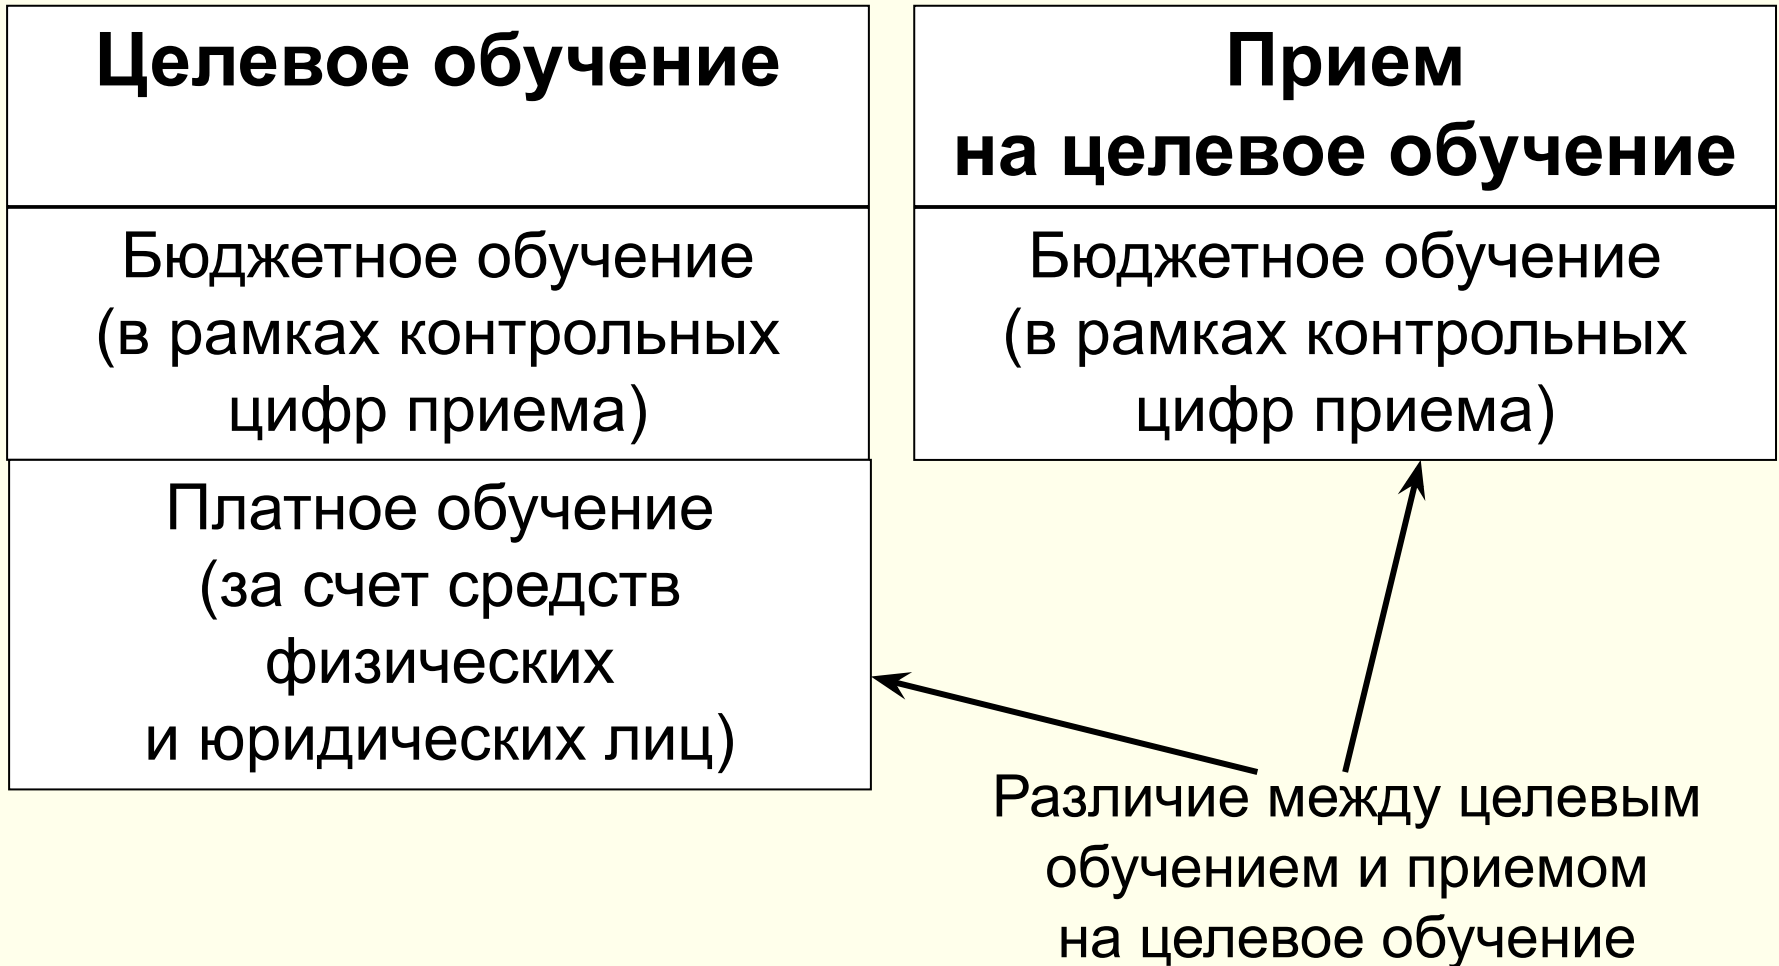 Целевое обучение
Бюджетное обучение
(в рамках контрольных
цифр приема)
Платное обучение
(за счет средств
физических
и юридических лиц)
Прием
на целевое обучение
Бюджетное обучение
(в рамках контрольных
цифр приема)
Различие между целевым
обучением и приемом
на целевое обучение